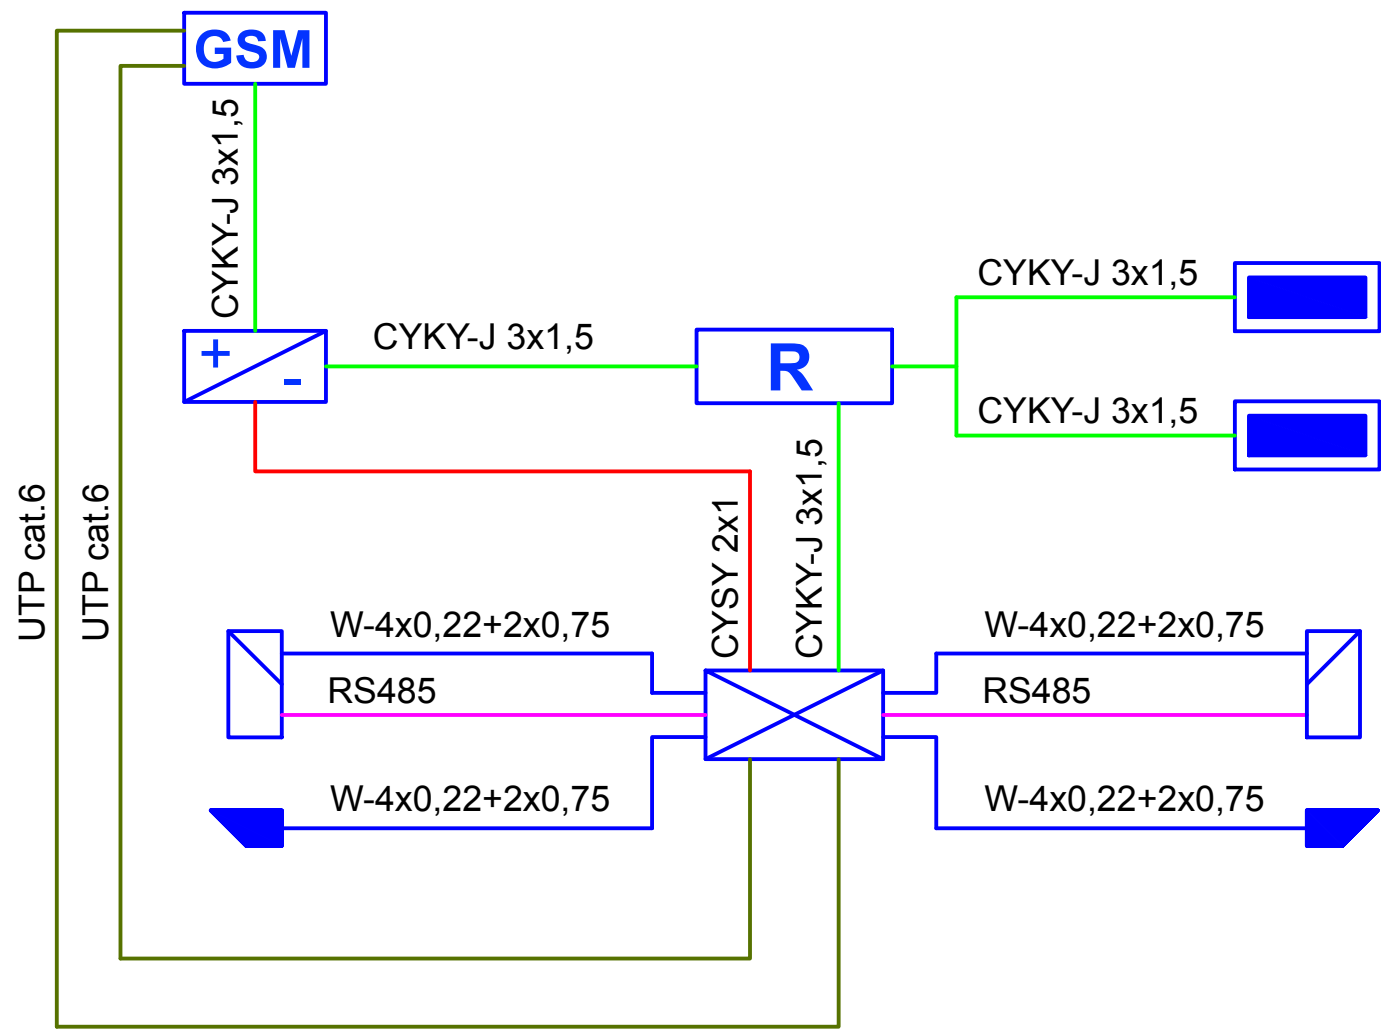 GSM
CYKY-J 3x1,5
CYKY-J 3x1,5
+
-
CYKY-J 3x1,5
R
CYKY-J 3x1,5
UTP cat.6
UTP cat.6
CYSY 2x1
CYKY-J 3x1,5
W-4x0,22+2x0,75
W-4x0,22+2x0,75
RS485
RS485
W-4x0,22+2x0,75
W-4x0,22+2x0,75